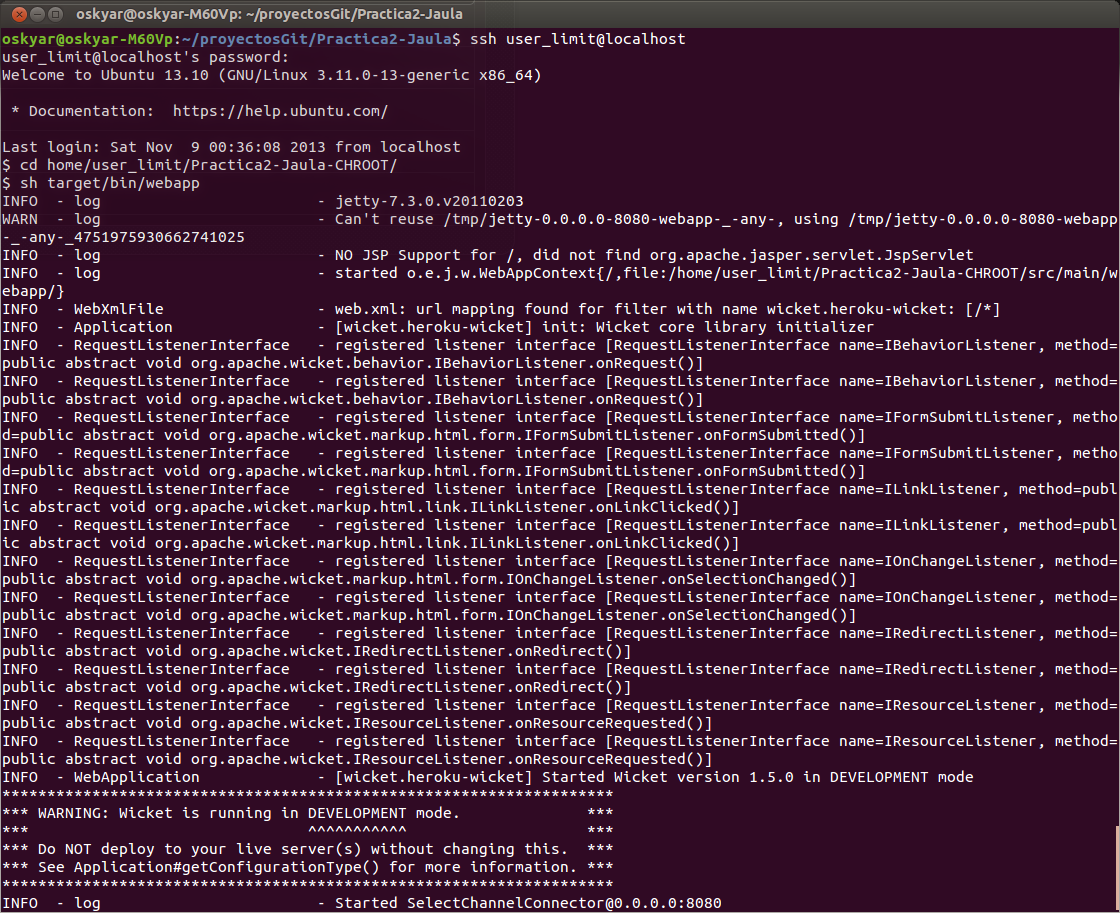 oskyar@oskyar-M60Vp: ~/proyectosGit/Practica2-Jaula
oskyar@oskyar-M60Vp:~/proyectosGit/Practica2-Jaula$ ssh user_limit@localhost
user_limit@localhost's password:
Welcome to Ubuntu 13.10 (GNU/Linux 3.11.0-13-generic x86_64)
* Documentation:  https://help.ubuntu.com/
Last login: Sat Nov  9 00:36:08 2013 from localhost
$ cd home/user_limit/Practica2-Jaula-CHROOT/
$ sh target/bin/webapp
INFO  - log                        - jetty-7.3.0.v20110203
WARN  - log                        - Can't reuse /tmp/jetty-0.0.0.0-8080-webapp-_-any-, using /tmp/jetty-0.0.0.0-8080-webapp
-_-any-_4751975930662741025
INFO  - log                        - NO JSP Support for /, did not find org.apache.jasper.servlet.JspServlet
INFO  - log                        - started o.e.j.w.WebAppContext{/,file:/home/user_limit/Practica2-Jaula-CHROOT/src/main/w
ebapp/}
INFO  - WebXmlFile                 - web.xml: url mapping found for filter with name wicket.heroku-wicket: [/*]
INFO  - Application                - [wicket.heroku-wicket] init: Wicket core library initializer
INFO  - RequestListenerInterface   - registered listener interface [RequestListenerInterface name=IBehaviorListener, method=
public abstract void org.apache.wicket.behavior.IBehaviorListener.onRequest()]
INFO  - RequestListenerInterface   - registered listener interface [RequestListenerInterface name=IBehaviorListener, method=
public abstract void org.apache.wicket.behavior.IBehaviorListener.onRequest()]
INFO  - RequestListenerInterface   - registered listener interface [RequestListenerInterface name=IFormSubmitListener, metho
d=public abstract void org.apache.wicket.markup.html.form.IFormSubmitListener.onFormSubmitted()]
INFO  - RequestListenerInterface   - registered listener interface [RequestListenerInterface name=IFormSubmitListener, metho
d=public abstract void org.apache.wicket.markup.html.form.IFormSubmitListener.onFormSubmitted()]
INFO  - RequestListenerInterface   - registered listener interface [RequestListenerInterface name=ILinkListener, method=publ
ic abstract void org.apache.wicket.markup.html.link.ILinkListener.onLinkClicked()]
INFO  - RequestListenerInterface   - registered listener interface [RequestListenerInterface name=ILinkListener, method=publ
ic abstract void org.apache.wicket.markup.html.link.ILinkListener.onLinkClicked()]
INFO  - RequestListenerInterface   - registered listener interface [RequestListenerInterface name=IOnChangeListener, method=
public abstract void org.apache.wicket.markup.html.form.IOnChangeListener.onSelectionChanged()]
INFO  - RequestListenerInterface   - registered listener interface [RequestListenerInterface name=IOnChangeListener, method=
public abstract void org.apache.wicket.markup.html.form.IOnChangeListener.onSelectionChanged()]
INFO  - RequestListenerInterface   - registered listener interface [RequestListenerInterface name=IRedirectListener, method=
public abstract void org.apache.wicket.IRedirectListener.onRedirect()]
INFO  - RequestListenerInterface   - registered listener interface [RequestListenerInterface name=IRedirectListener, method=
public abstract void org.apache.wicket.IRedirectListener.onRedirect()]
INFO  - RequestListenerInterface   - registered listener interface [RequestListenerInterface name=IResourceListener, method=
public abstract void org.apache.wicket.IResourceListener.onResourceRequested()]
INFO  - RequestListenerInterface   - registered listener interface [RequestListenerInterface name=IResourceListener, method=
public abstract void org.apache.wicket.IResourceListener.onResourceRequested()]
INFO  - WebApplication             - [wicket.heroku-wicket] Started Wicket version 1.5.0 in DEVELOPMENT mode
********************************************************************
*** WARNING: Wicket is running in DEVELOPMENT mode.              ***
***                               ^^^^^^^^^^^                    ***
*** Do NOT deploy to your live server(s) without changing this.  ***
*** See Application#getConfigurationType() for more information. ***
********************************************************************
INFO  - log                        - Started SelectChannelConnector@0.0.0.0:8080